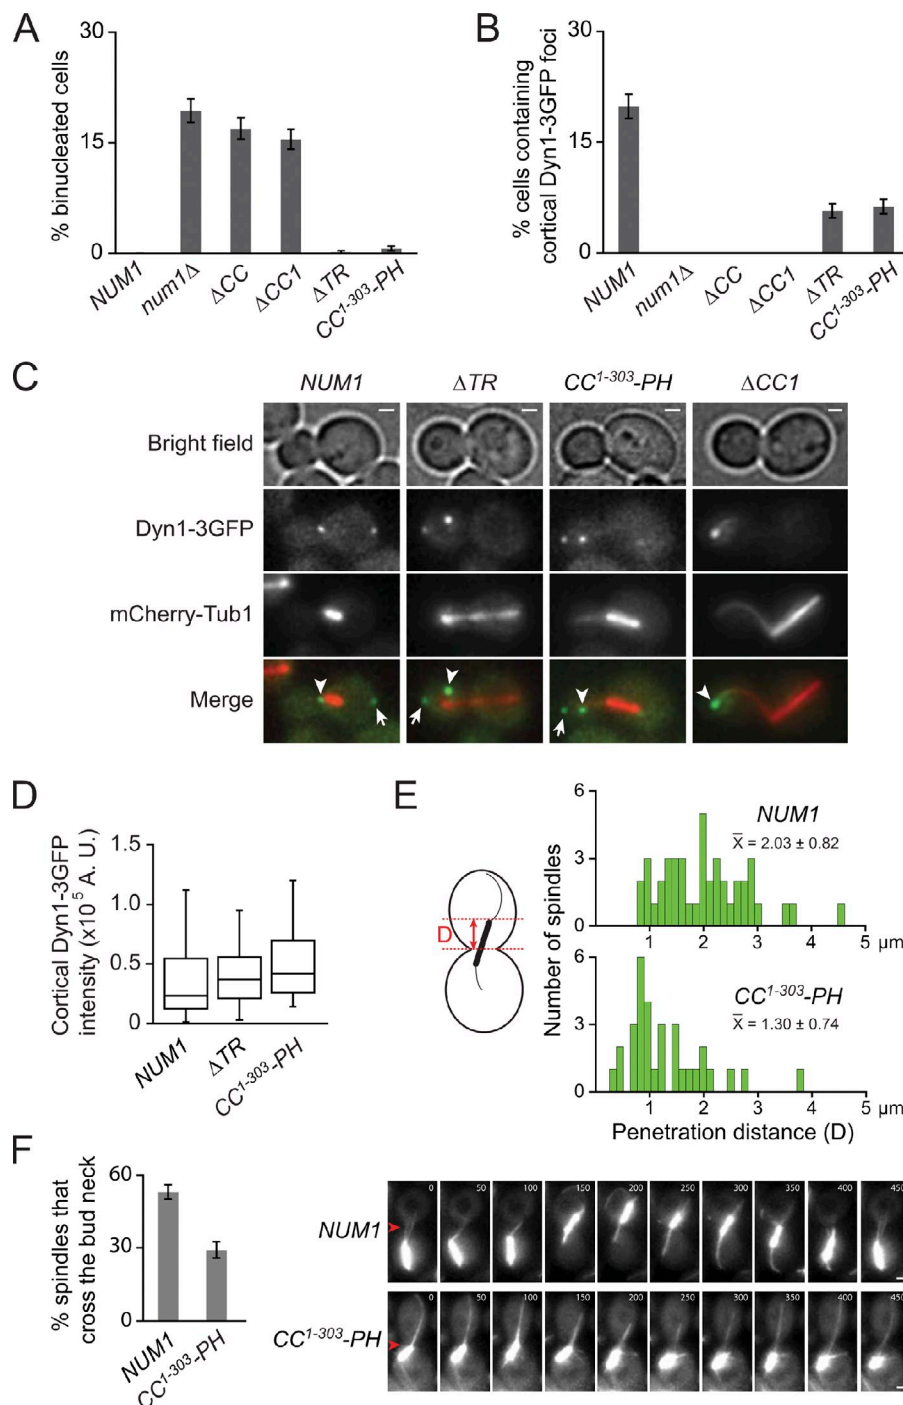 A
% binucleated cells
30
15
0
NUM1
num1Δ
ΔCC
ΔCC1
ΔTR
CC1-303-PH
B
% cells containing
cortical Dyn1-3GFP foci
30
15
0
NUM1
num1Δ
ΔCC
ΔCC1
ΔTR
CC1-303-PH
C
NUM1
ΔTR
CC1-303-PH
ΔCC1
Bright field
Dyn1-3GFP
mCherry-Tub1
Merge
D
Cortical Dyn1-3GFP
intensity (x10 5 A. U.)
1.5
1.0
0.5
0
NUM1
ΔTR
CC1-303-PH
E
D
Number of spindles
6
3
0
NUM1
X̅ = 2.03 ± 0.82
1 2 3 4 5 µm
6
3
0
CC1-303-PH
X̅ = 1.30 ± 0.74
1 2 3 4 5 µm
Penetration distance (D)
F
% spindles that
cross the bud neck
60
30
0
NUM1
CC1-303-PH
NUM1
0 50 100 150 200 250 300 350 400 450
CC1-303-PH
0 50 100 150 200 250 300 350 400 450